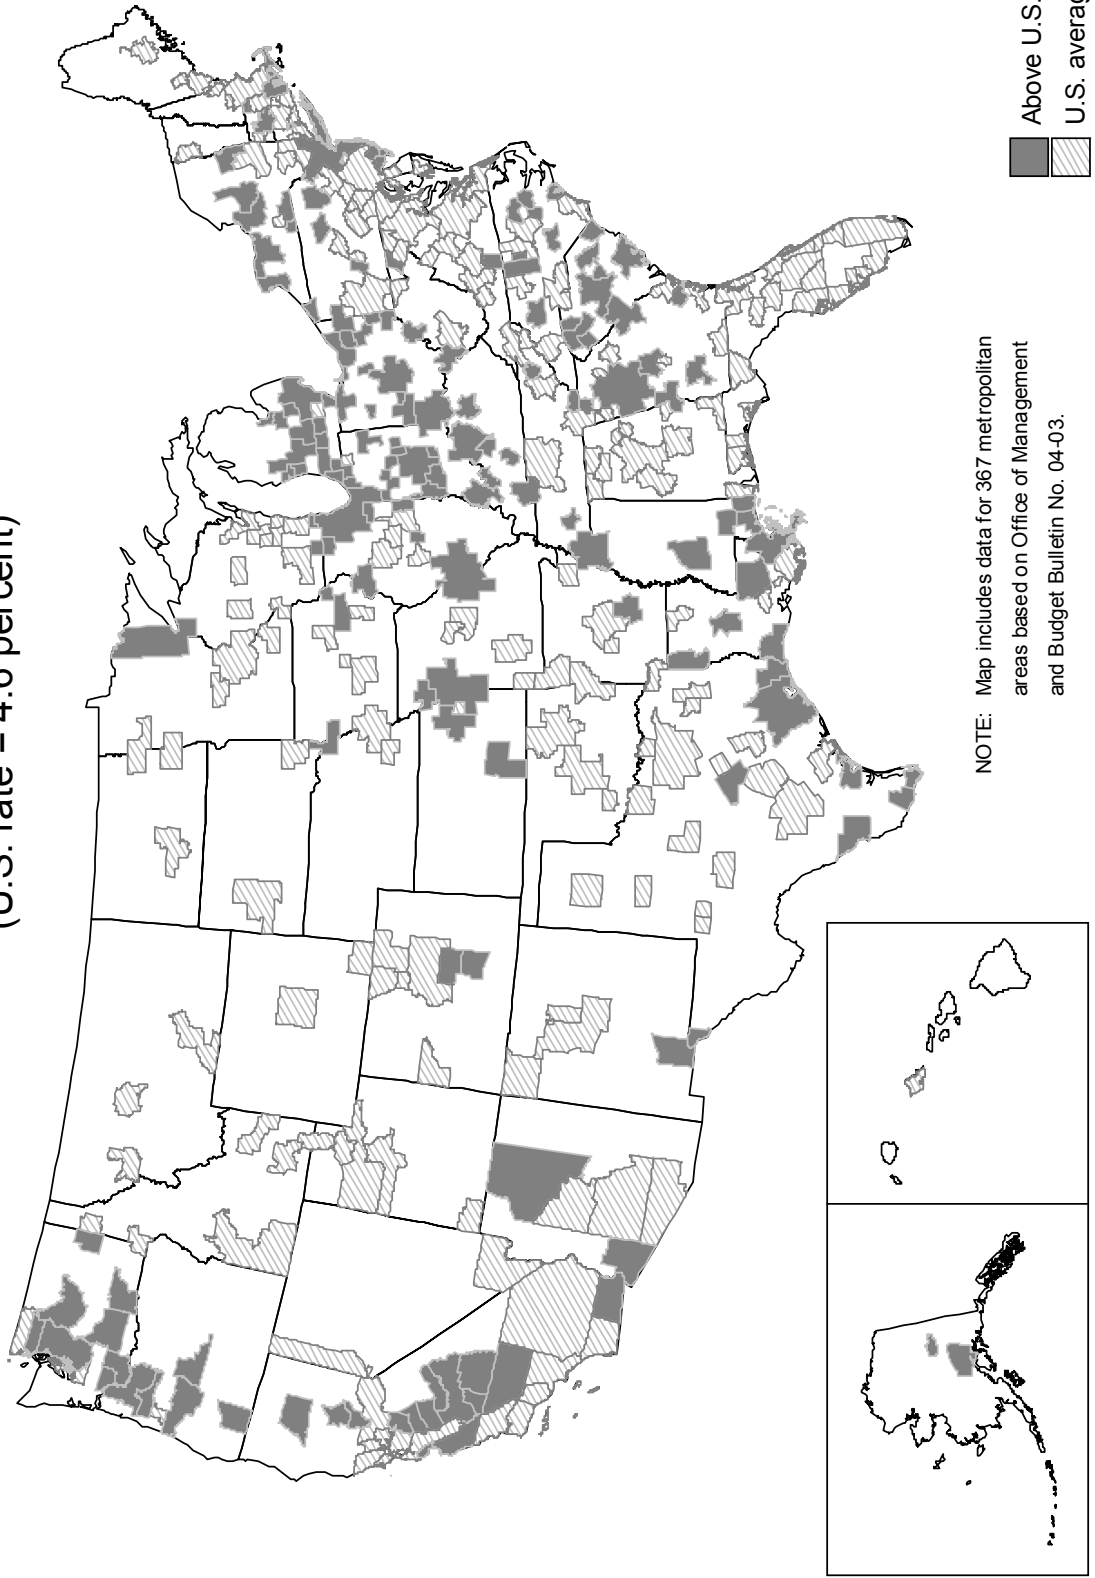 (U.S. rate = 4.6 percent)
NOTE: Map includes data for 367 metropolitan
areas based on Office of Management
and Budget Bulletin No. 04-03.
Above U.S.
U.S.